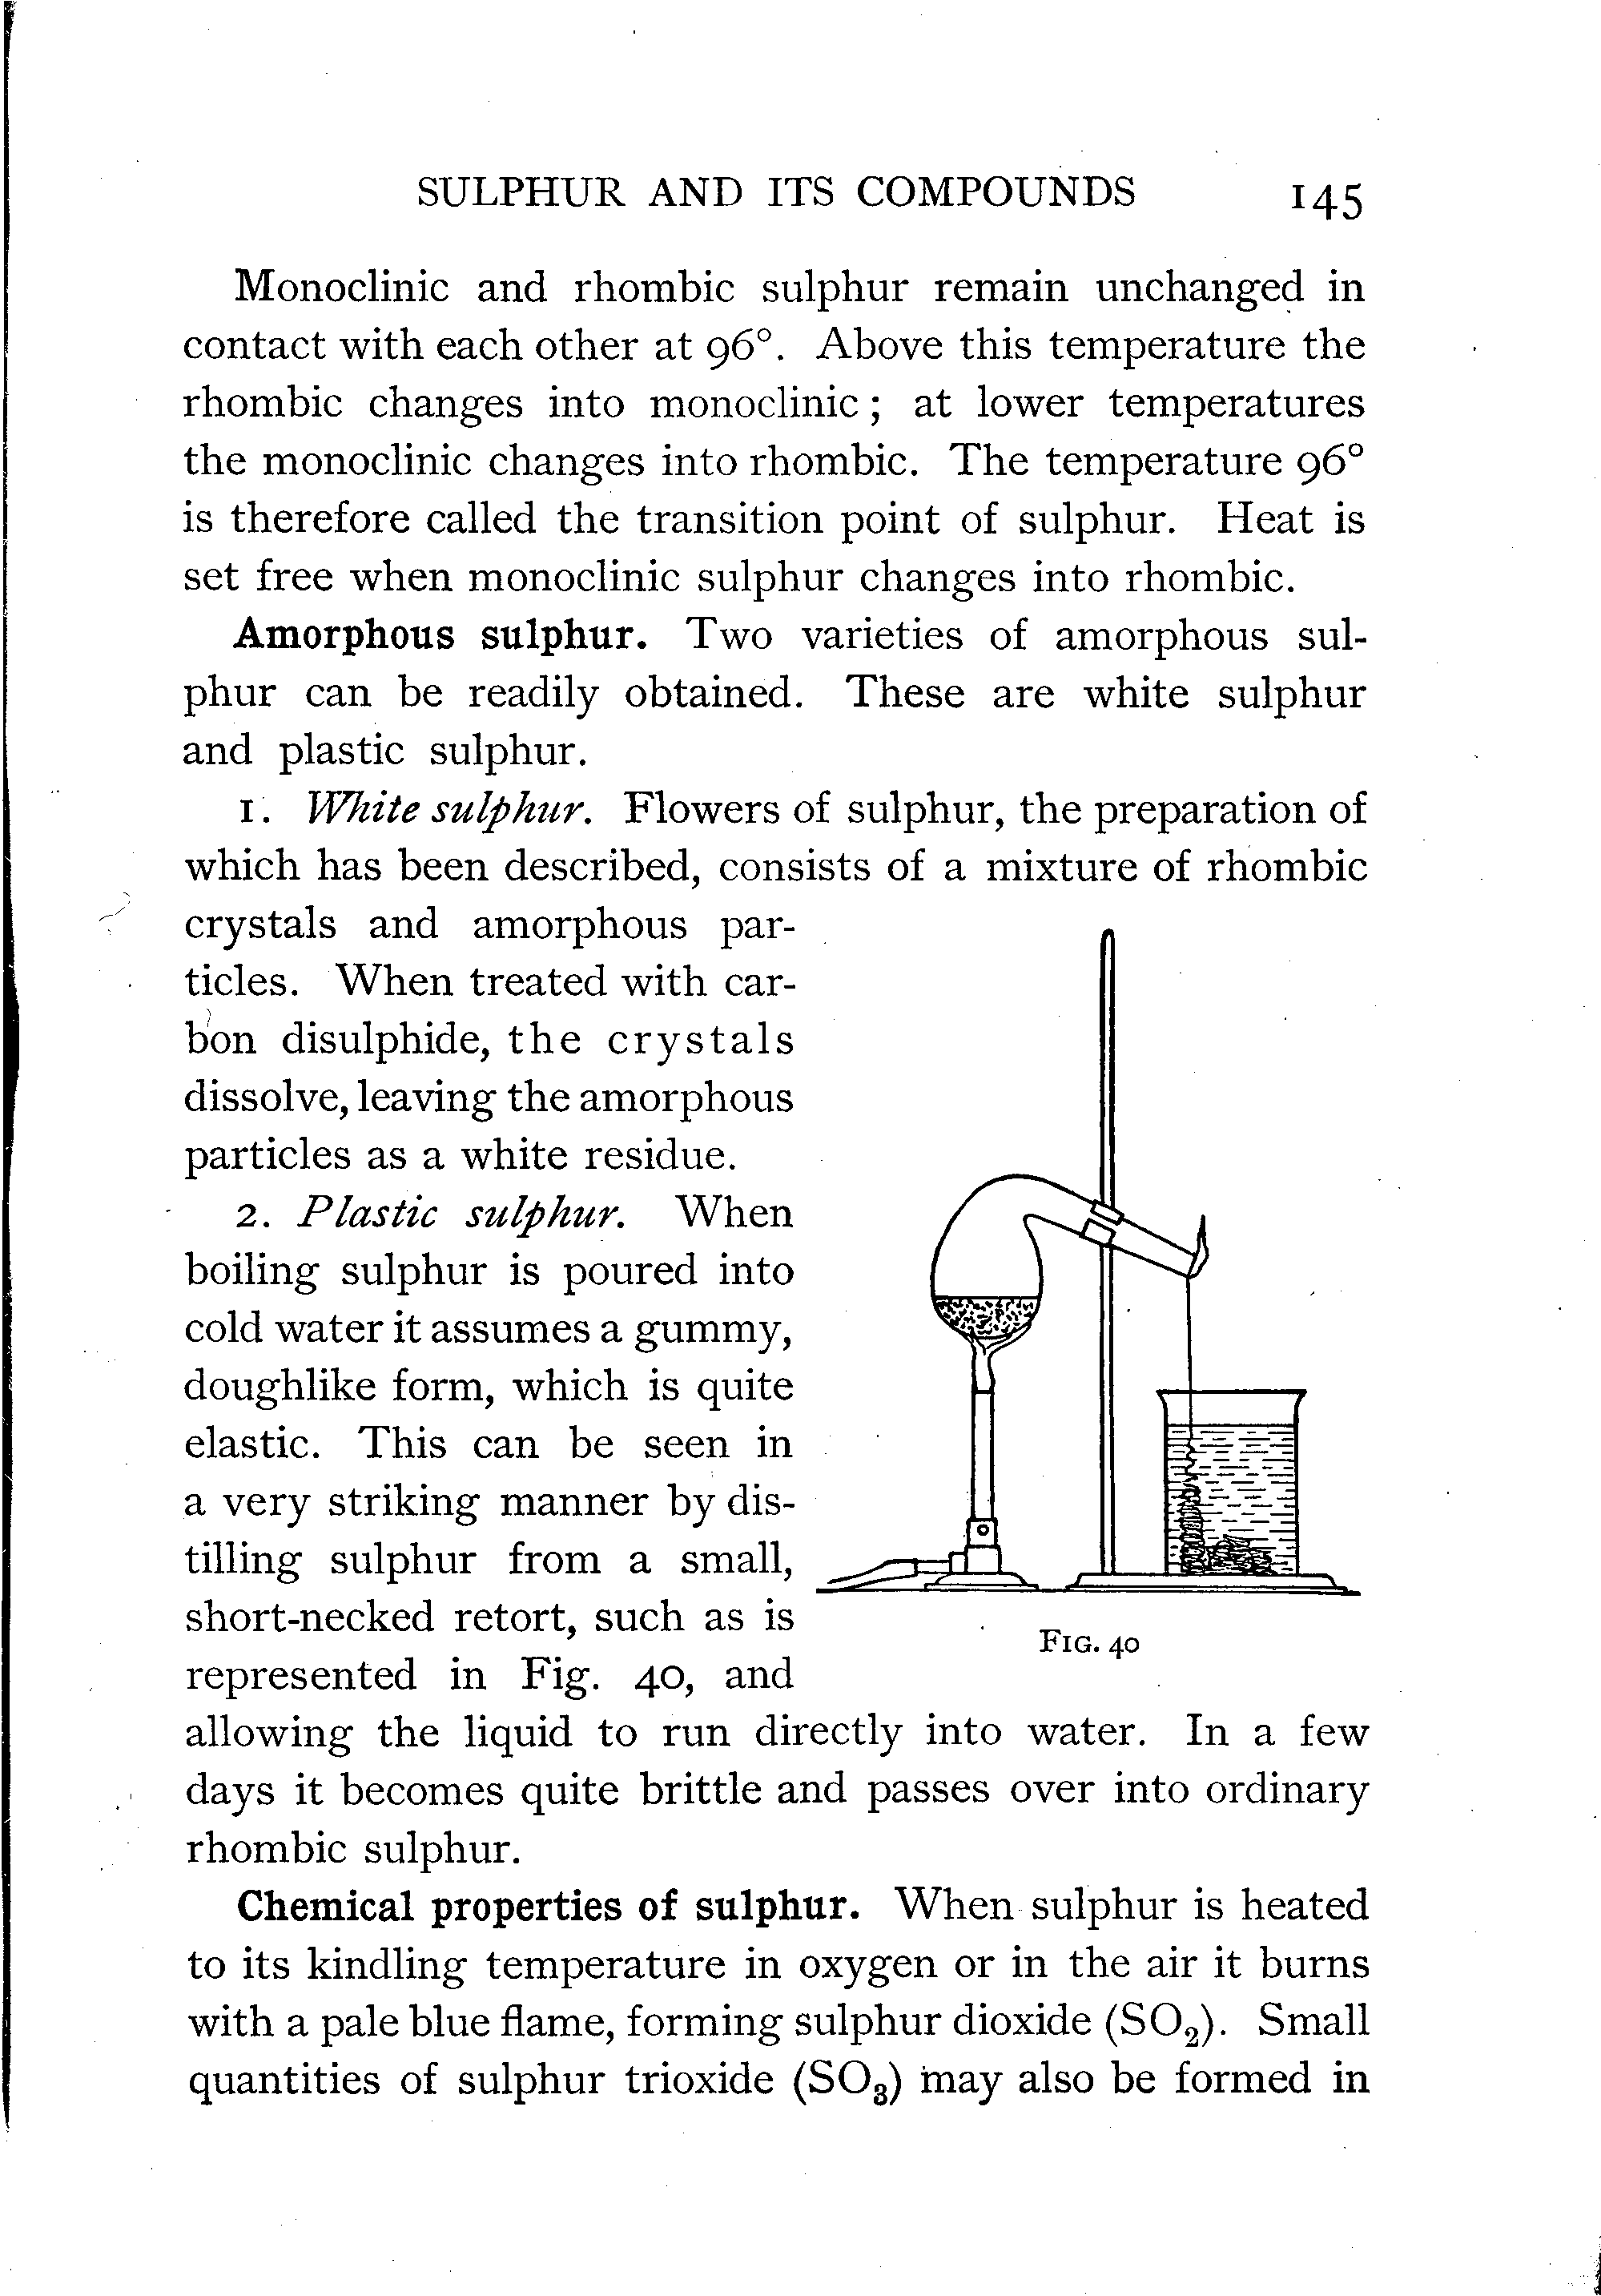 SULPHUR AND ITS COMPOUNDS 145
Monoclinic and rhombic sulphur remain unchanged in
contact with each other at 96°. Above this temperature the
rhombic changes into monoclinic; at lower temperatures
the monoclinic changes into rhombic. The temperature 96°
is therefore called the transition point of sulphur. Heat is
set free when monoclinic sulphur changes into rhombic.
Amorphous sulphur. Two varieties of amorphous sul-
phur can be readily obtained. These are white sulphur
and plastic sulphur.
1. White sulphur. Flowers of sulphur, the preparation of
which has been described, consists of a mixture of rhombic
crystals and amorphous par-
ticles. When treated with car-
bon disulphide, the crystals
dissolve, leaving the amorphous
particles as a white residue.
2. Plastic sulphur. When
boiling sulphur is poured into
cold water it assumes a gummy,
doughlike form, which is quite
elastic. This can be seen in
a very striking manner by dis-
tilling sulphur from a small,
short-necked retort, such as is
represented in Fig. 40, and
FIG. 40
allowing the liquid to run directly into water. In a few
days it becomes quite brittle and passes over into ordinary
rhombic sulphur.
Chemical properties of sulphur. When sulphur is heated
to its kindling temperature in oxygen or in the air it burns
with a pale blue flame, forming sulphur dioxide (SO₂). Small
quantities of sulphur trioxide (SO₃) may also be formed in